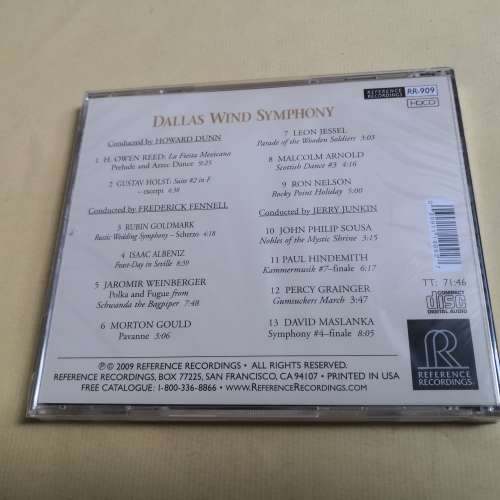 REFERENCE RECORDINGS RR-909
HDCD
DALLAS WIND SYMPHONY
Conducted by HOWARD DUNN
1 H. OWEN REED: La Fiesta Mexicana
Prelude and Aztec Dance 9:25
2 GUSTAV HOLST: Suite #2 in F
– excerpt 4:38
Conducted by FREDERICK FENNELL
3 RUBIN GOLDMARK
Rustic Wedding Symphony – Scherzo 4:18
4 ISAAC ALBENIZ
Feast-Day in Seville 8:59
5 JAROMIR WEINBERGER
Polka and Fugue from
Schwanda the Bagpiper 7:48
6 MORTON GOULD
Pavanne 3:06
7 LEON JESSEL
Parade of the Wooden Soldiers 3:03
8 MALCOLM ARNOLD
Scottish Dance #3 4:16
9 RON NELSON
Rocky Point Holiday 5:00
Conducted by JERRY JUNKIN
10 JOHN PHILIP SOUSA
Nobles of the Mystic Shrine 3:15
11 PAUL HINDEMITH
Kammermusik #7–finale 6:17
12 PERCY GRAINGER
Gumsuckers March 3:47
13 DAVID MASLANKA
Symphony #4–finale 8:05
TT: 71:46
COMPACT
disc
DIGITAL AUDIO
RR
REFERENCE
RECORDINGS
℗ © 2009 REFERENCE RECORDINGS • ALL RIGHTS RESERVED.
REFERENCE RECORDINGS, BOX 77225, SAN FRANCISCO, CA 94107 • PRINTED IN USA
FREE CATALOGUE: 1-800-336-8866 • WWW.REFERENCERECORDINGS.COM